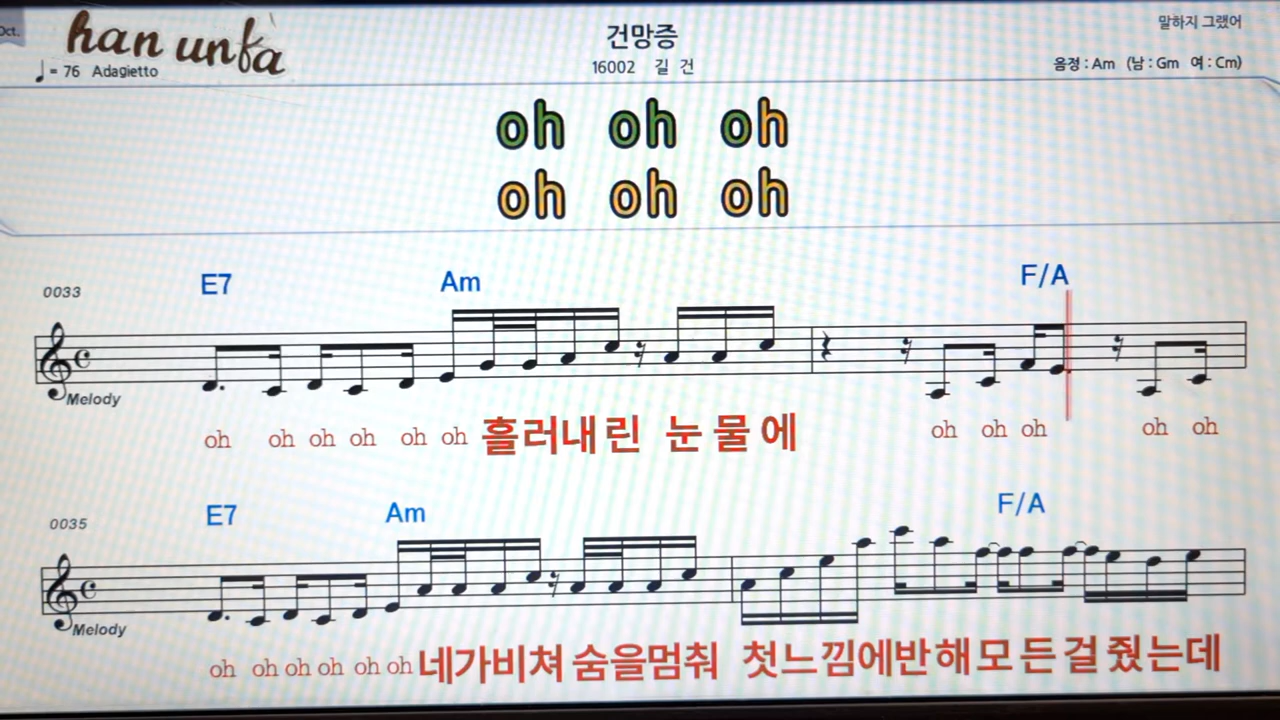 Oct.
han unfa
건망증
말하지 그랬어
♩= 76 Adagietto
16002 길 건
음정 : Am (남 : Gm 여 : Cm)
oh oh oh
oh oh oh
0033 E7 Am F/A
Melody
oh oh oh oh oh oh 흘러내린 눈물에 oh oh oh oh oh
0035 E7 Am F/A
Melody
oh oh oh oh oh oh 네가비쳐 숨을멈춰 첫느낌에반해모든걸줬는데